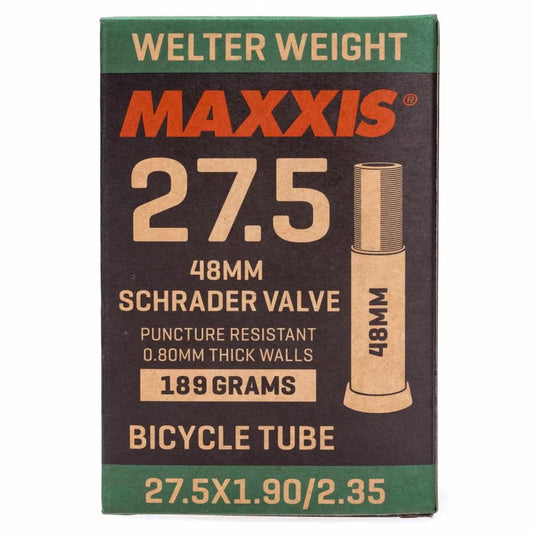 WELTER WEIGHT
MAXXIS®
27.5
48MM
SCHRADER VALVE
PUNCTURE RESISTANT
0.80MM THICK WALLS
189 GRAMS
48MM
BICYCLE TUBE
27.5X1.90/2.35